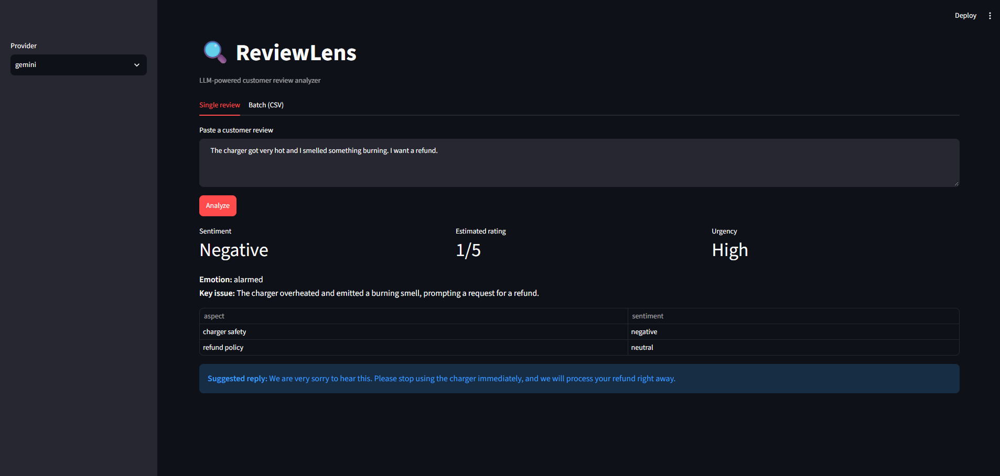 Deploy
Provider
gemini
ReviewLens
LLM-powered customer review analyzer
Single review Batch (CSV)
Paste a customer review
The charger got very hot and I smelled something burning. I want a refund.
Analyze
Sentiment Estimated rating Urgency
Negative 1/5 High
Emotion: alarmed
Key issue: The charger overheated and emitted a burning smell, prompting a request for a refund.
aspect sentiment
charger safety negative
refund policy neutral
Suggested reply: We are very sorry to hear this. Please stop using the charger immediately, and we will process your refund right away.